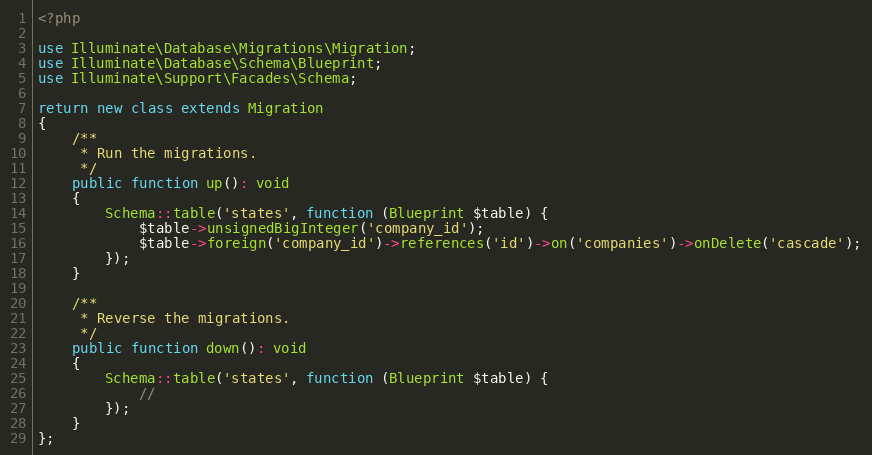 1 <?php
2
3 use Illuminate\Database\Migrations\Migration;
4 use Illuminate\Database\Schema\Blueprint;
5 use Illuminate\Support\Facades\Schema;
6
7 return new class extends Migration
8 {
9     /**
10      * Run the migrations.
11      */
12     public function up(): void
13     {
14         Schema::table('states', function (Blueprint $table) {
15             $table->unsignedBigInteger('company_id');
16             $table->foreign('company_id')->references('id')->on('companies')->onDelete('cascade');
17         });
18     }
19
20     /**
21      * Reverse the migrations.
22      */
23     public function down(): void
24     {
25         Schema::table('states', function (Blueprint $table) {
26             //
27         });
28     }
29 };